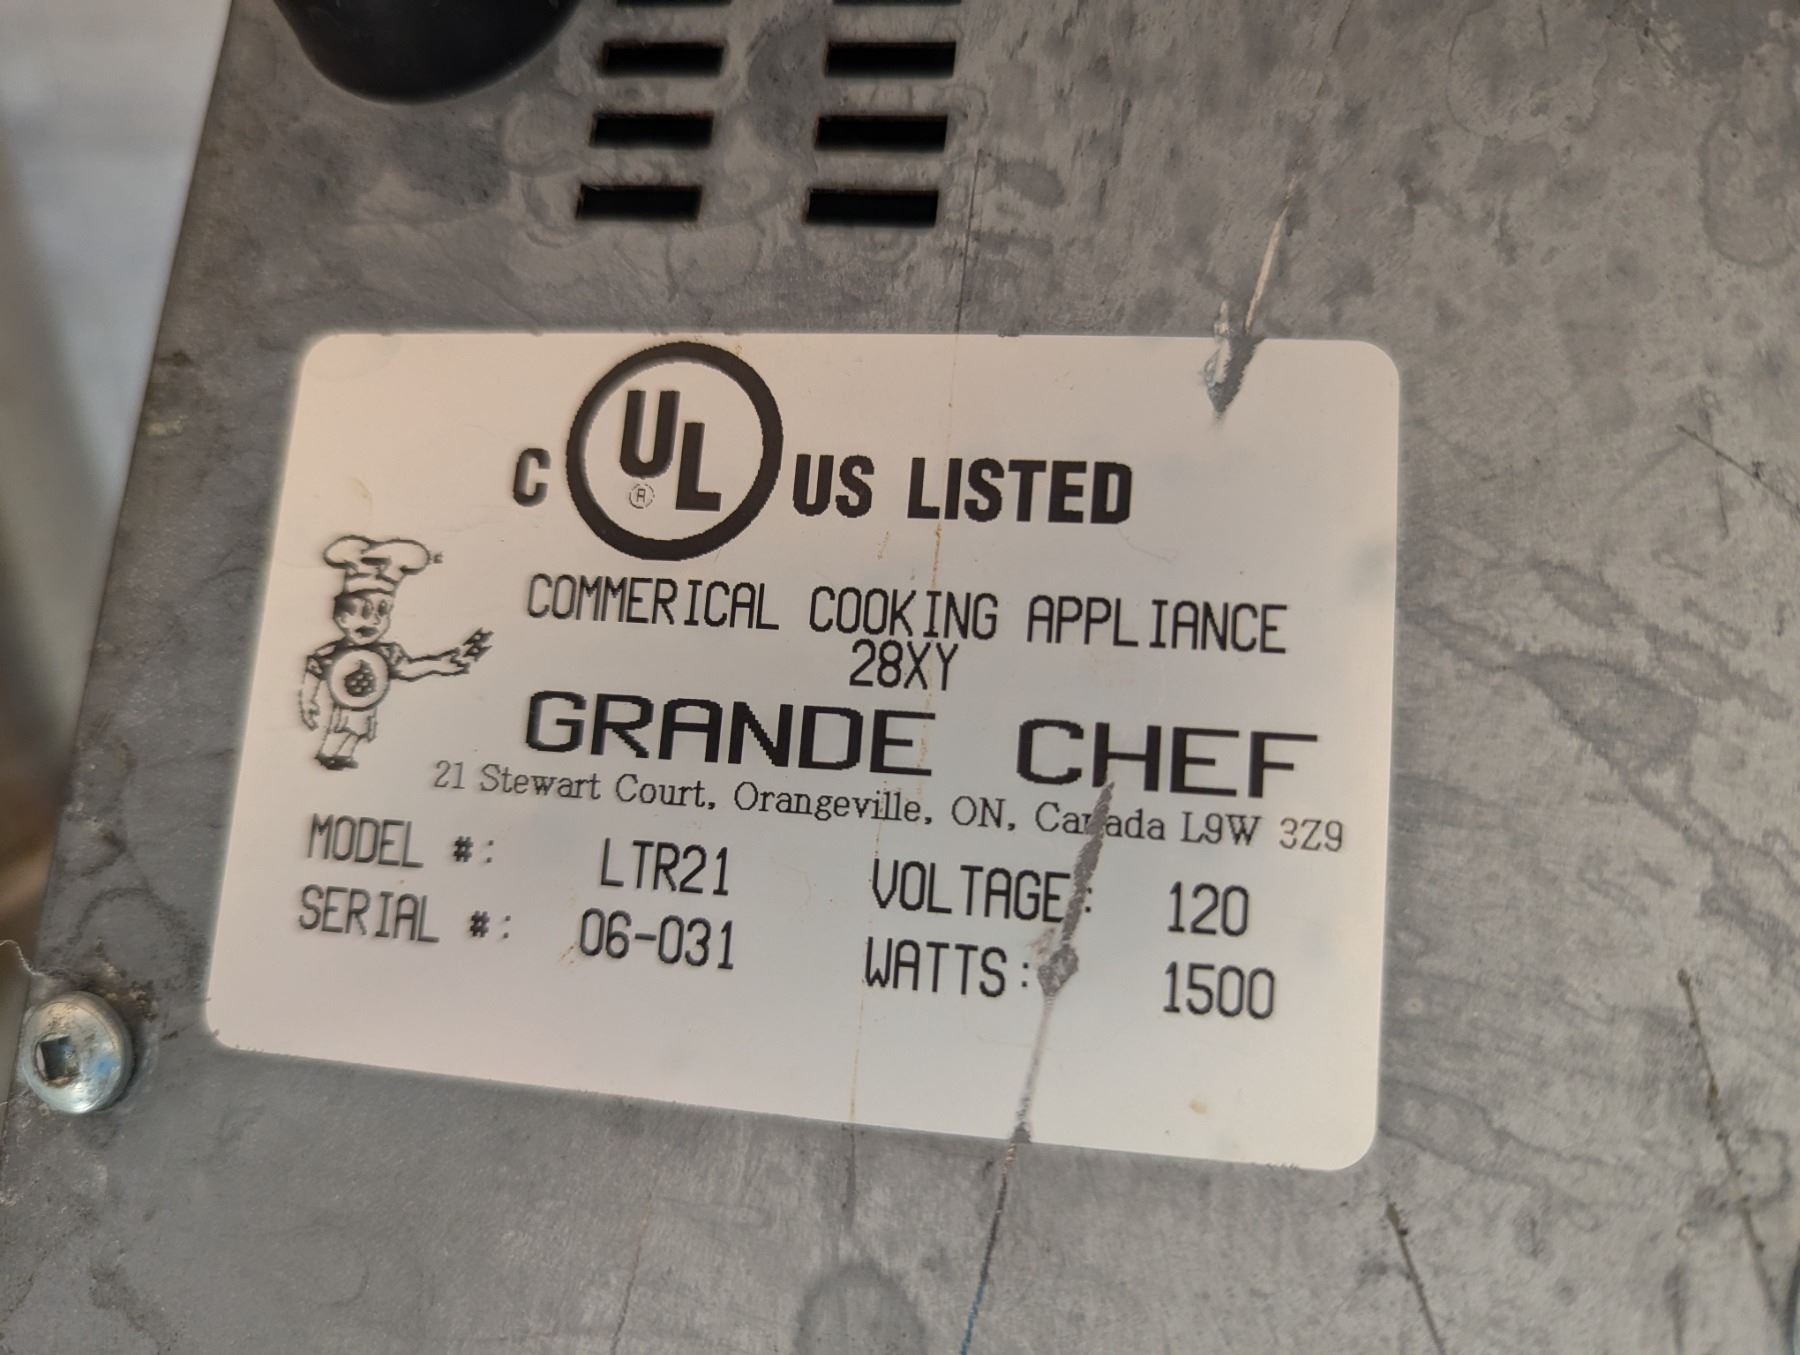 C UL ® US LISTED
COMMERICAL COOKING APPLIANCE
28XY
GRANDE CHEF
21 Stewart Court, Orangeville, ON, Canada L9W 3Z9
MODEL #: LTR21 VOLTAGE: 120
SERIAL #: 06-031 WATTS: 1500